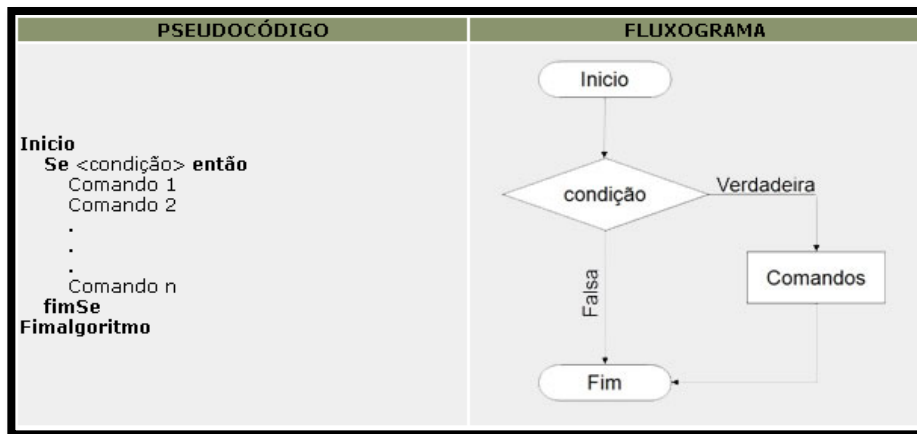 PSEUDOCÓDIGO
FLUXOGRAMA
Inicio
Se <condição> então
Comando 1
Comando 2
.
.
.
Comando n
fimSe
Fimalgoritmo
Inicio
condição
Verdadeira
Comandos
Falsa
Fim